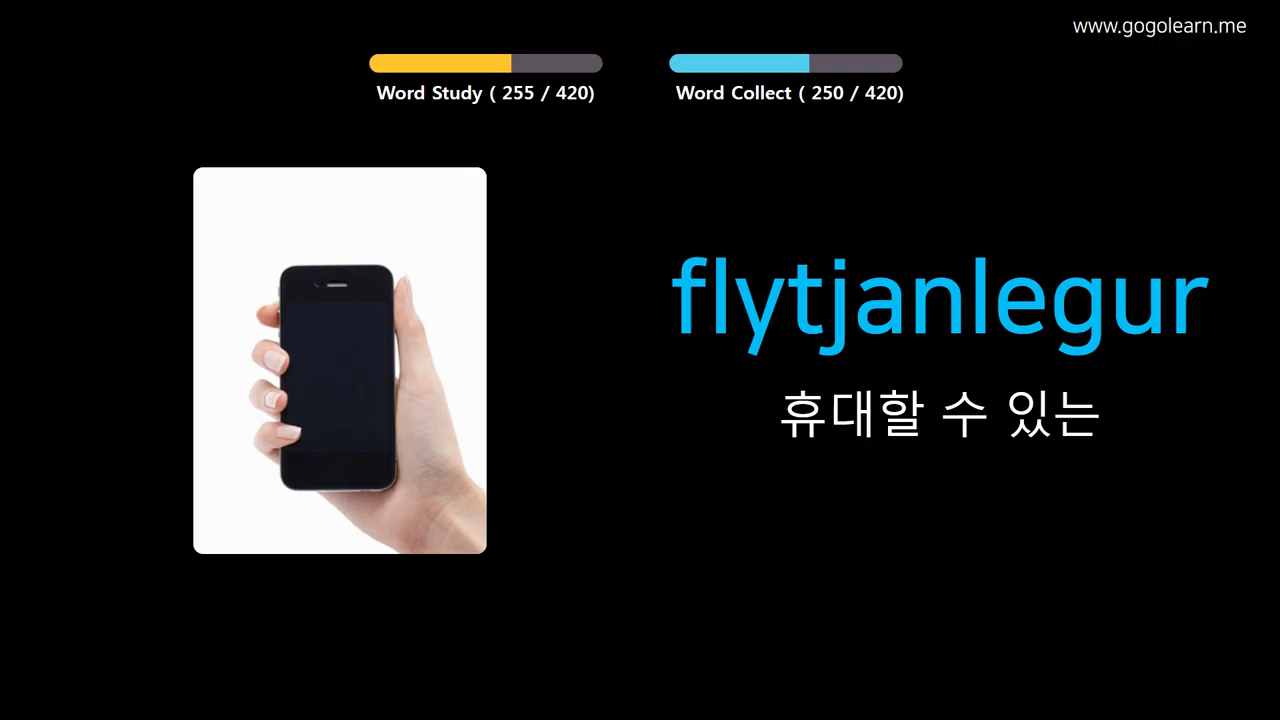 www.gogolearn.me
Word Study ( 255 / 420)
Word Collect ( 250 / 420)
flytjanlegur
휴대할 수 있는